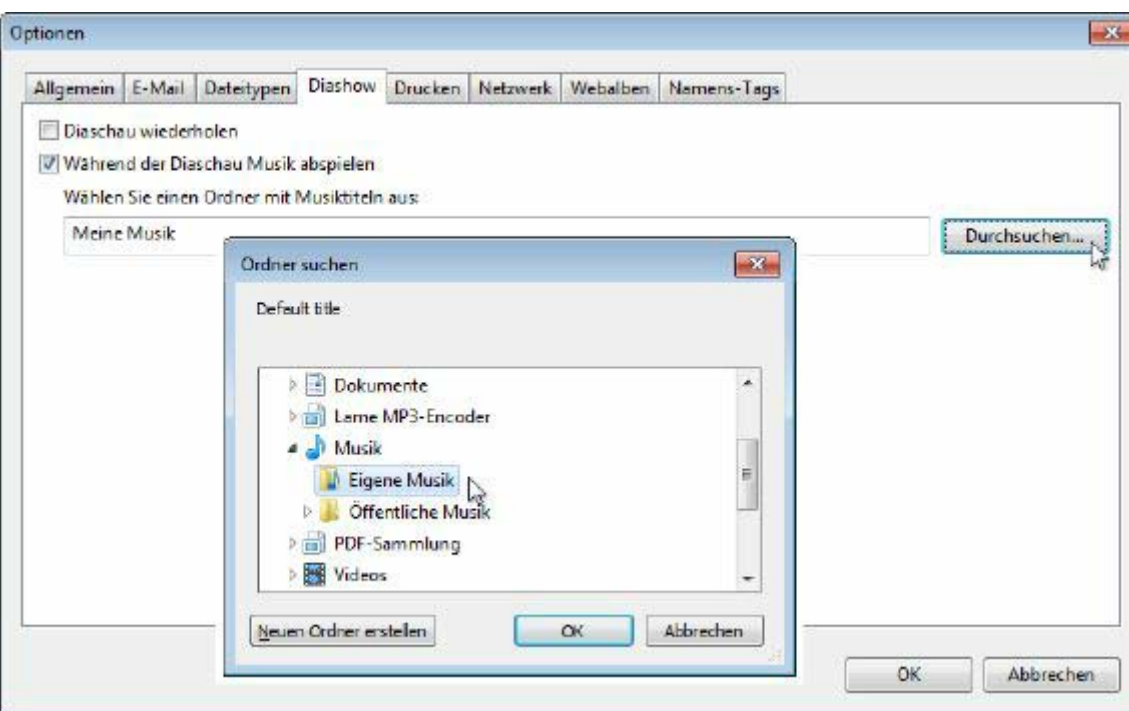 Optionen
Allgemein E-Mail Dateitypen Diashow Drucken Netzwerk Webalben Namens-Tags
Diaschau wiederholen
Während der Diaschau Musik abspielen
Wählen Sie einen Ordner mit Musiktiteln aus:
Meine Musik
Durchsuchen...
Ordner suchen
Default title
Dokumente
Lame MP3-Encoder
Musik
Eigene Musik
Öffentliche Musik
PDF-Sammlung
Videos
Neuen Ordner erstellen OK Abbrechen
OK Abbrechen